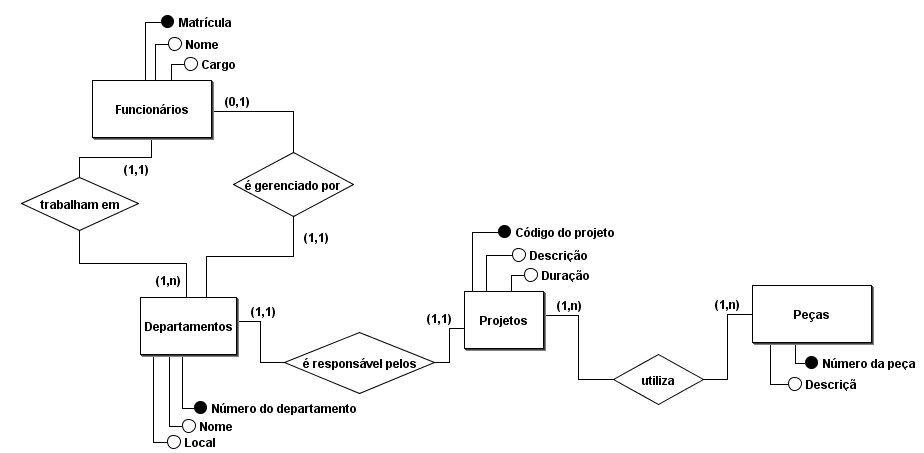 Matrícula
Nome
Cargo
Funcionários
(0,1)
(1,1)
trabalham em
é gerenciado por
(1,1)
(1,n)
Departamentos
(1,1)
é responsável pelos
(1,1)
Código do projeto
Descrição
Duração
Projetos
(1,n)
utiliza
(1,n)
Peças
Número da peça
Descriçã
Número do departamento
Nome
Local